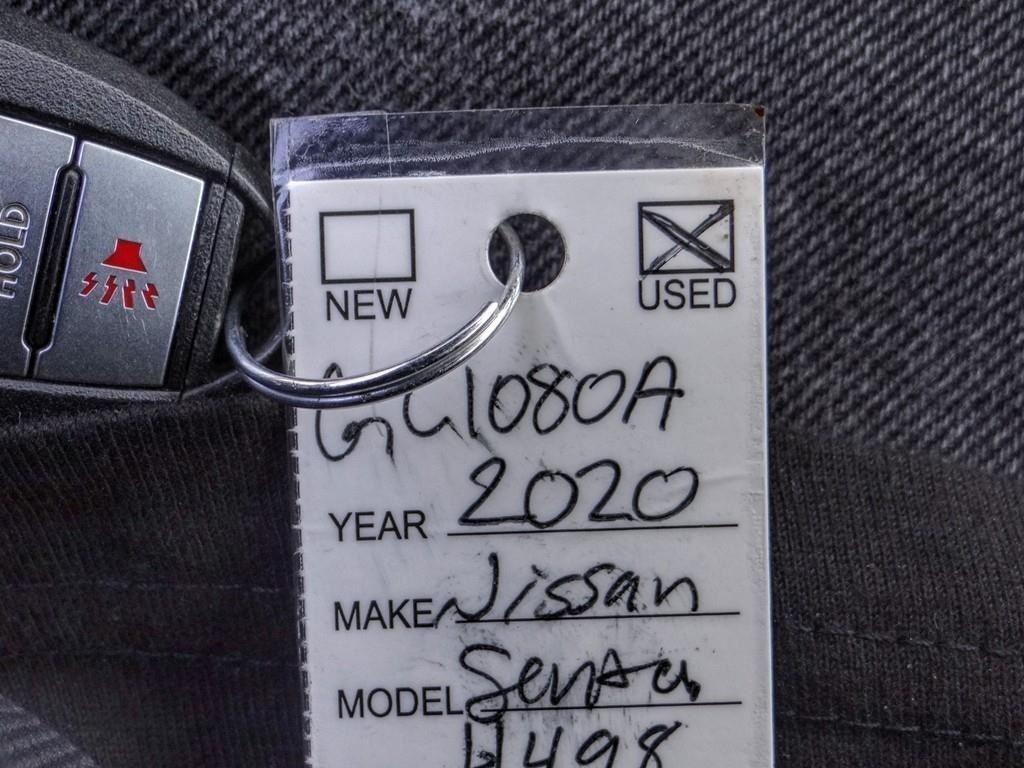 HOLD
NEW USED
GG1080A
YEAR 2020
MAKE Nissan
MODEL Sentra